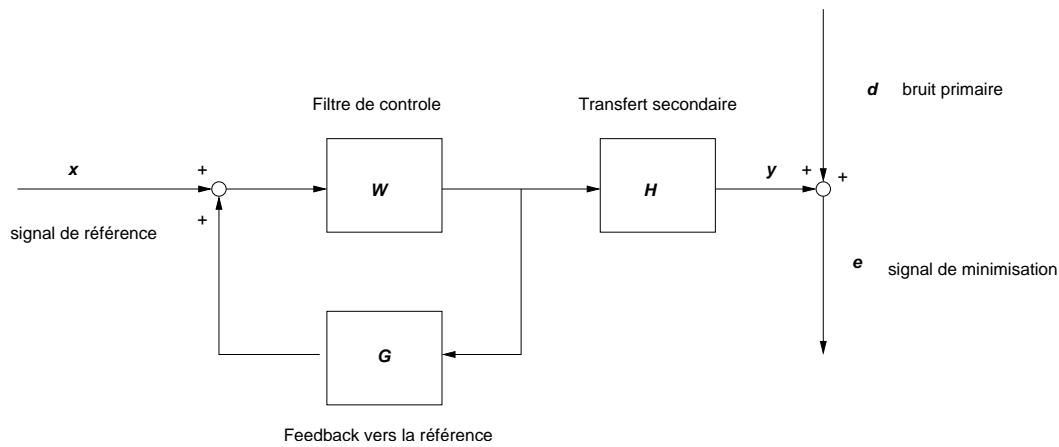 d bruit primaire
Filtre de controle
Transfert secondaire
x
+
W
H
y
+
+
+
signal de référence
e signal de minimisation
G
Feedback vers la référence